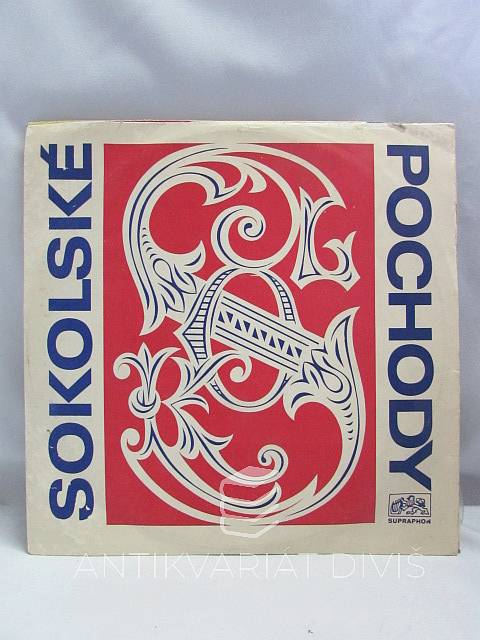 SOKOLSKÉ
POCHODY
SUPRAPHON
ANTIKVARIÁT DIVIŠ